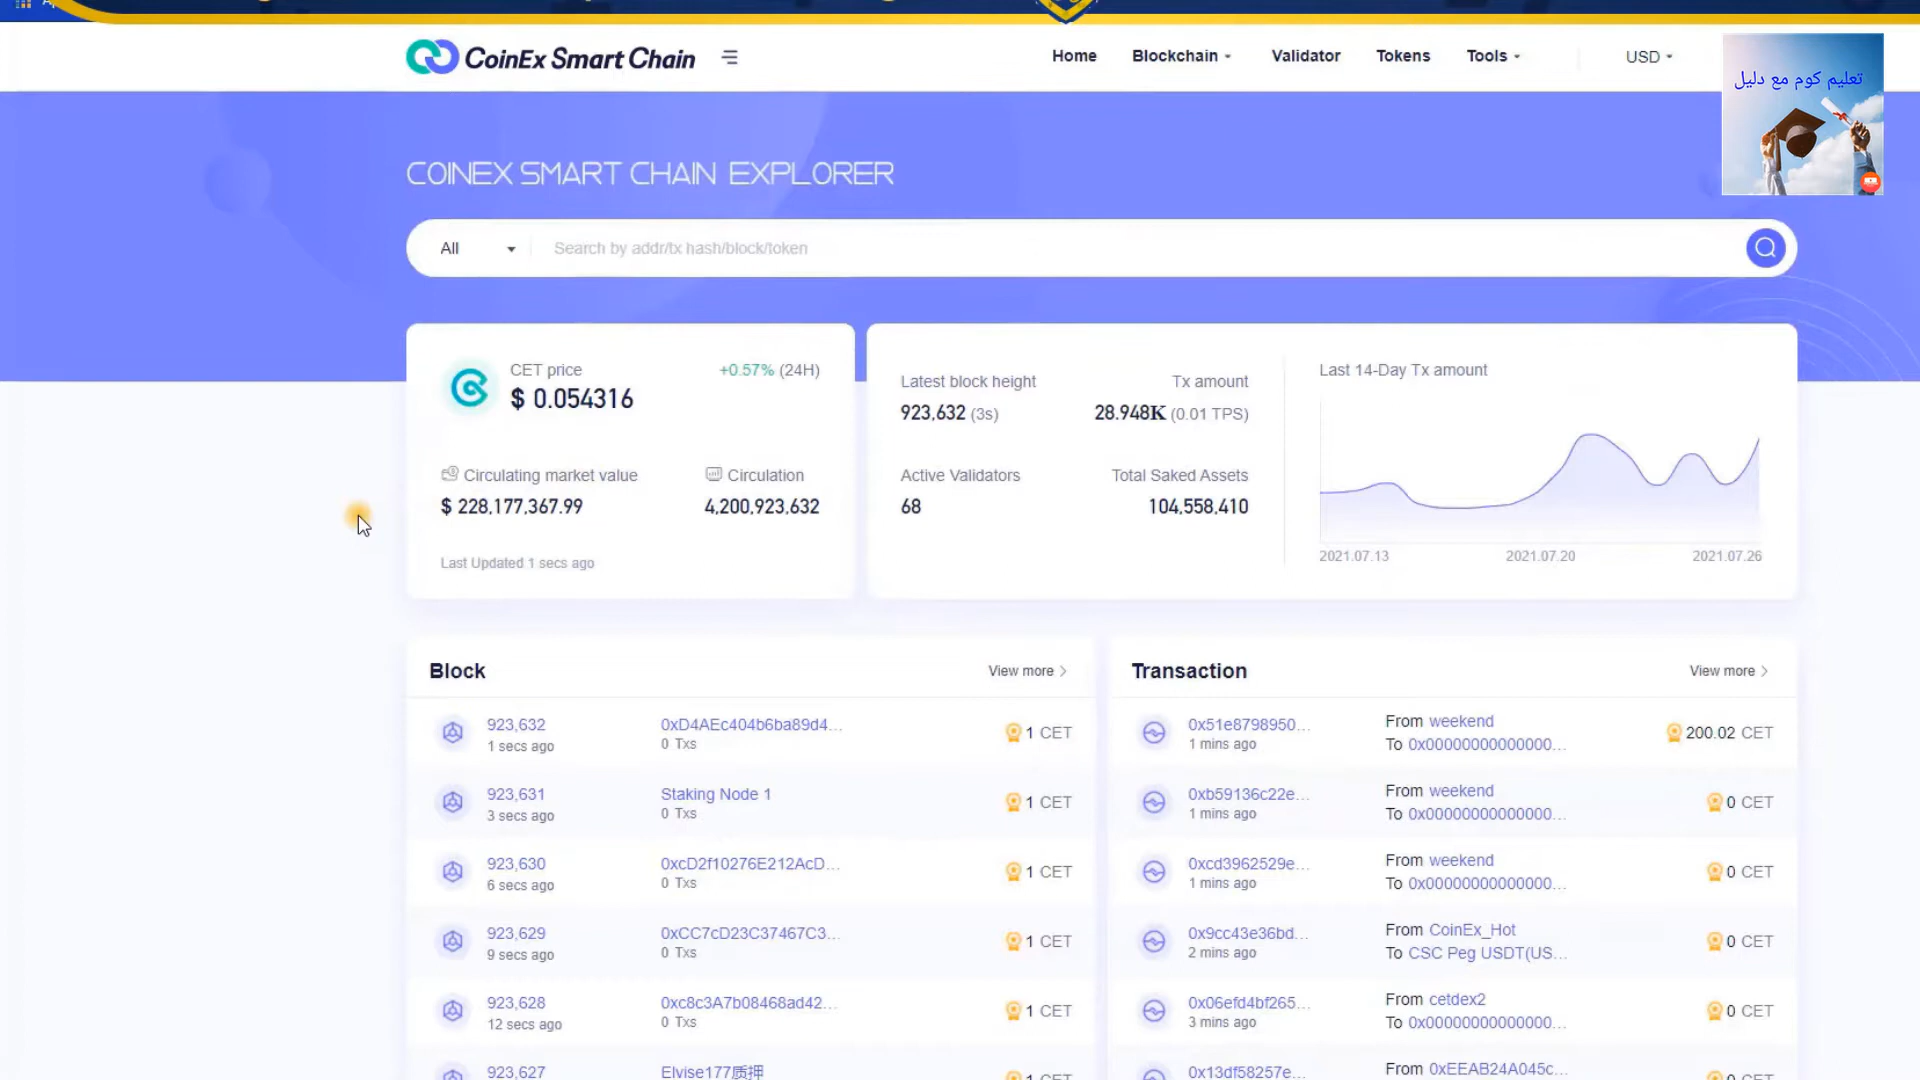 CoinEx Smart Chain
Home
Blockchain
Validator
Tokens
Tools
USD
تعليم كوم مع دليل
COINEX SMART CHAIN EXPLORER
All
Search by addr/tx hash/block/token
CET price
+0.57% (24H)
$ 0.054316
Circulating market value
Circulation
$ 228,177,367.99
4,200,923,632
Last Updated 1 secs ago
Latest block height
Tx amount
923,632 (3s)
28.948K (0.01 TPS)
Active Validators
Total Saked Assets
68
104,558,410
Last 14-Day Tx amount
2021.07.13
2021.07.20
2021.07.26
Block
View more
923,632
0xD4AEc404b6ba89d4...
1 secs ago
0 Txs
1 CET
923,631
Staking Node 1
3 secs ago
0 Txs
1 CET
923,630
0xcD2f10276E212AcD...
6 secs ago
0 Txs
1 CET
923,629
0xCC7cD23C37467C3...
9 secs ago
0 Txs
1 CET
923,628
0xc8c3A7b08468ad42...
12 secs ago
0 Txs
1 CET
923,627
Elvise177质押
1 CET
Transaction
View more
0x51e8798950...
1 mins ago
From weekend
To 0x00000000000000...
200.02 CET
0xb59136c22e...
1 mins ago
From weekend
To 0x00000000000000...
0 CET
0xcd3962529e...
1 mins ago
From weekend
To 0x00000000000000...
0 CET
0x9cc43e36bd...
2 mins ago
From CoinEx_Hot
To CSC Peg USDT(US...
0 CET
0x06efd4bf265...
3 mins ago
From cetdex2
To 0x00000000000000...
0 CET
0x13df58257e...
From 0xEEAB24A045c...
0 CET